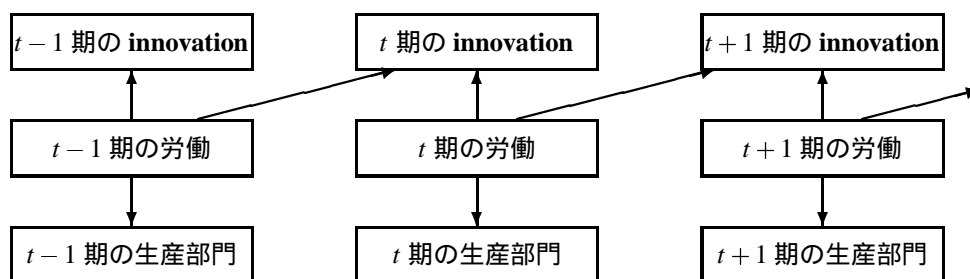 t − 1 期の innovation
t 期の innovation
t + 1 期の innovation
t − 1 期の労働
t 期の労働
t + 1 期の労働
t − 1 期の生産部門
t 期の生産部門
t + 1 期の生産部門